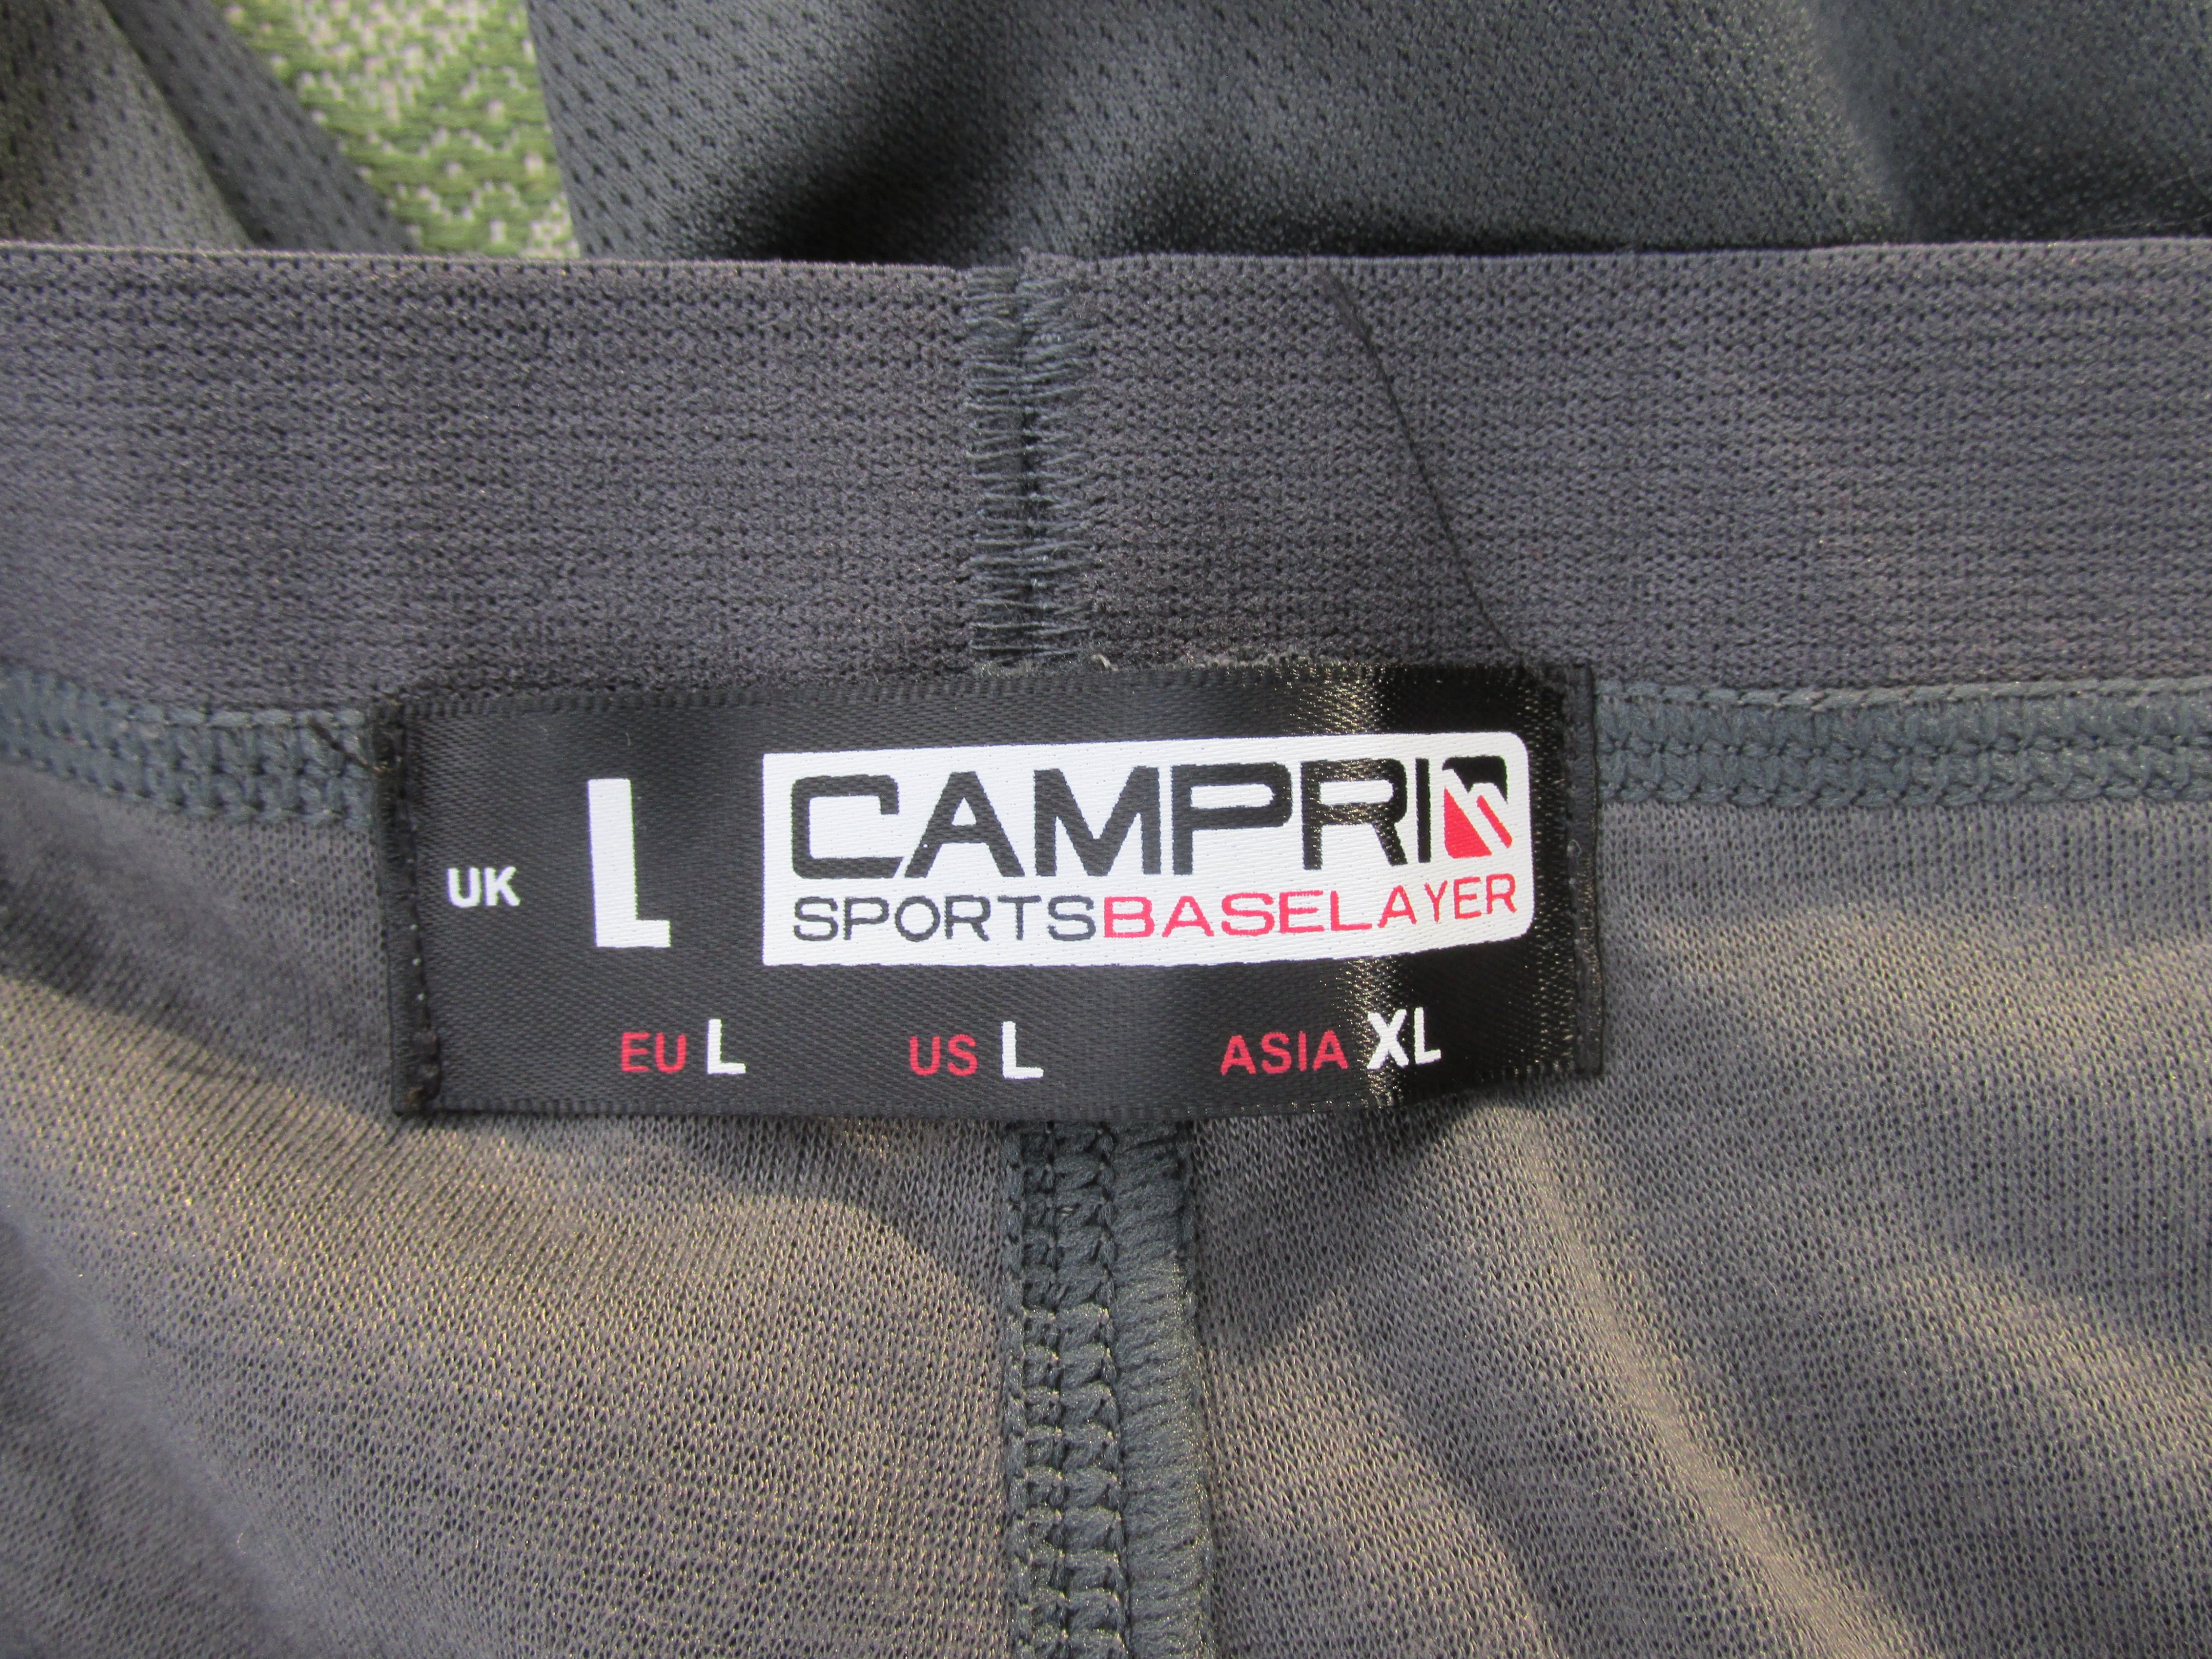 UK L CAMPRI
SPORTSBASELAYER
EU L US L ASIA XL